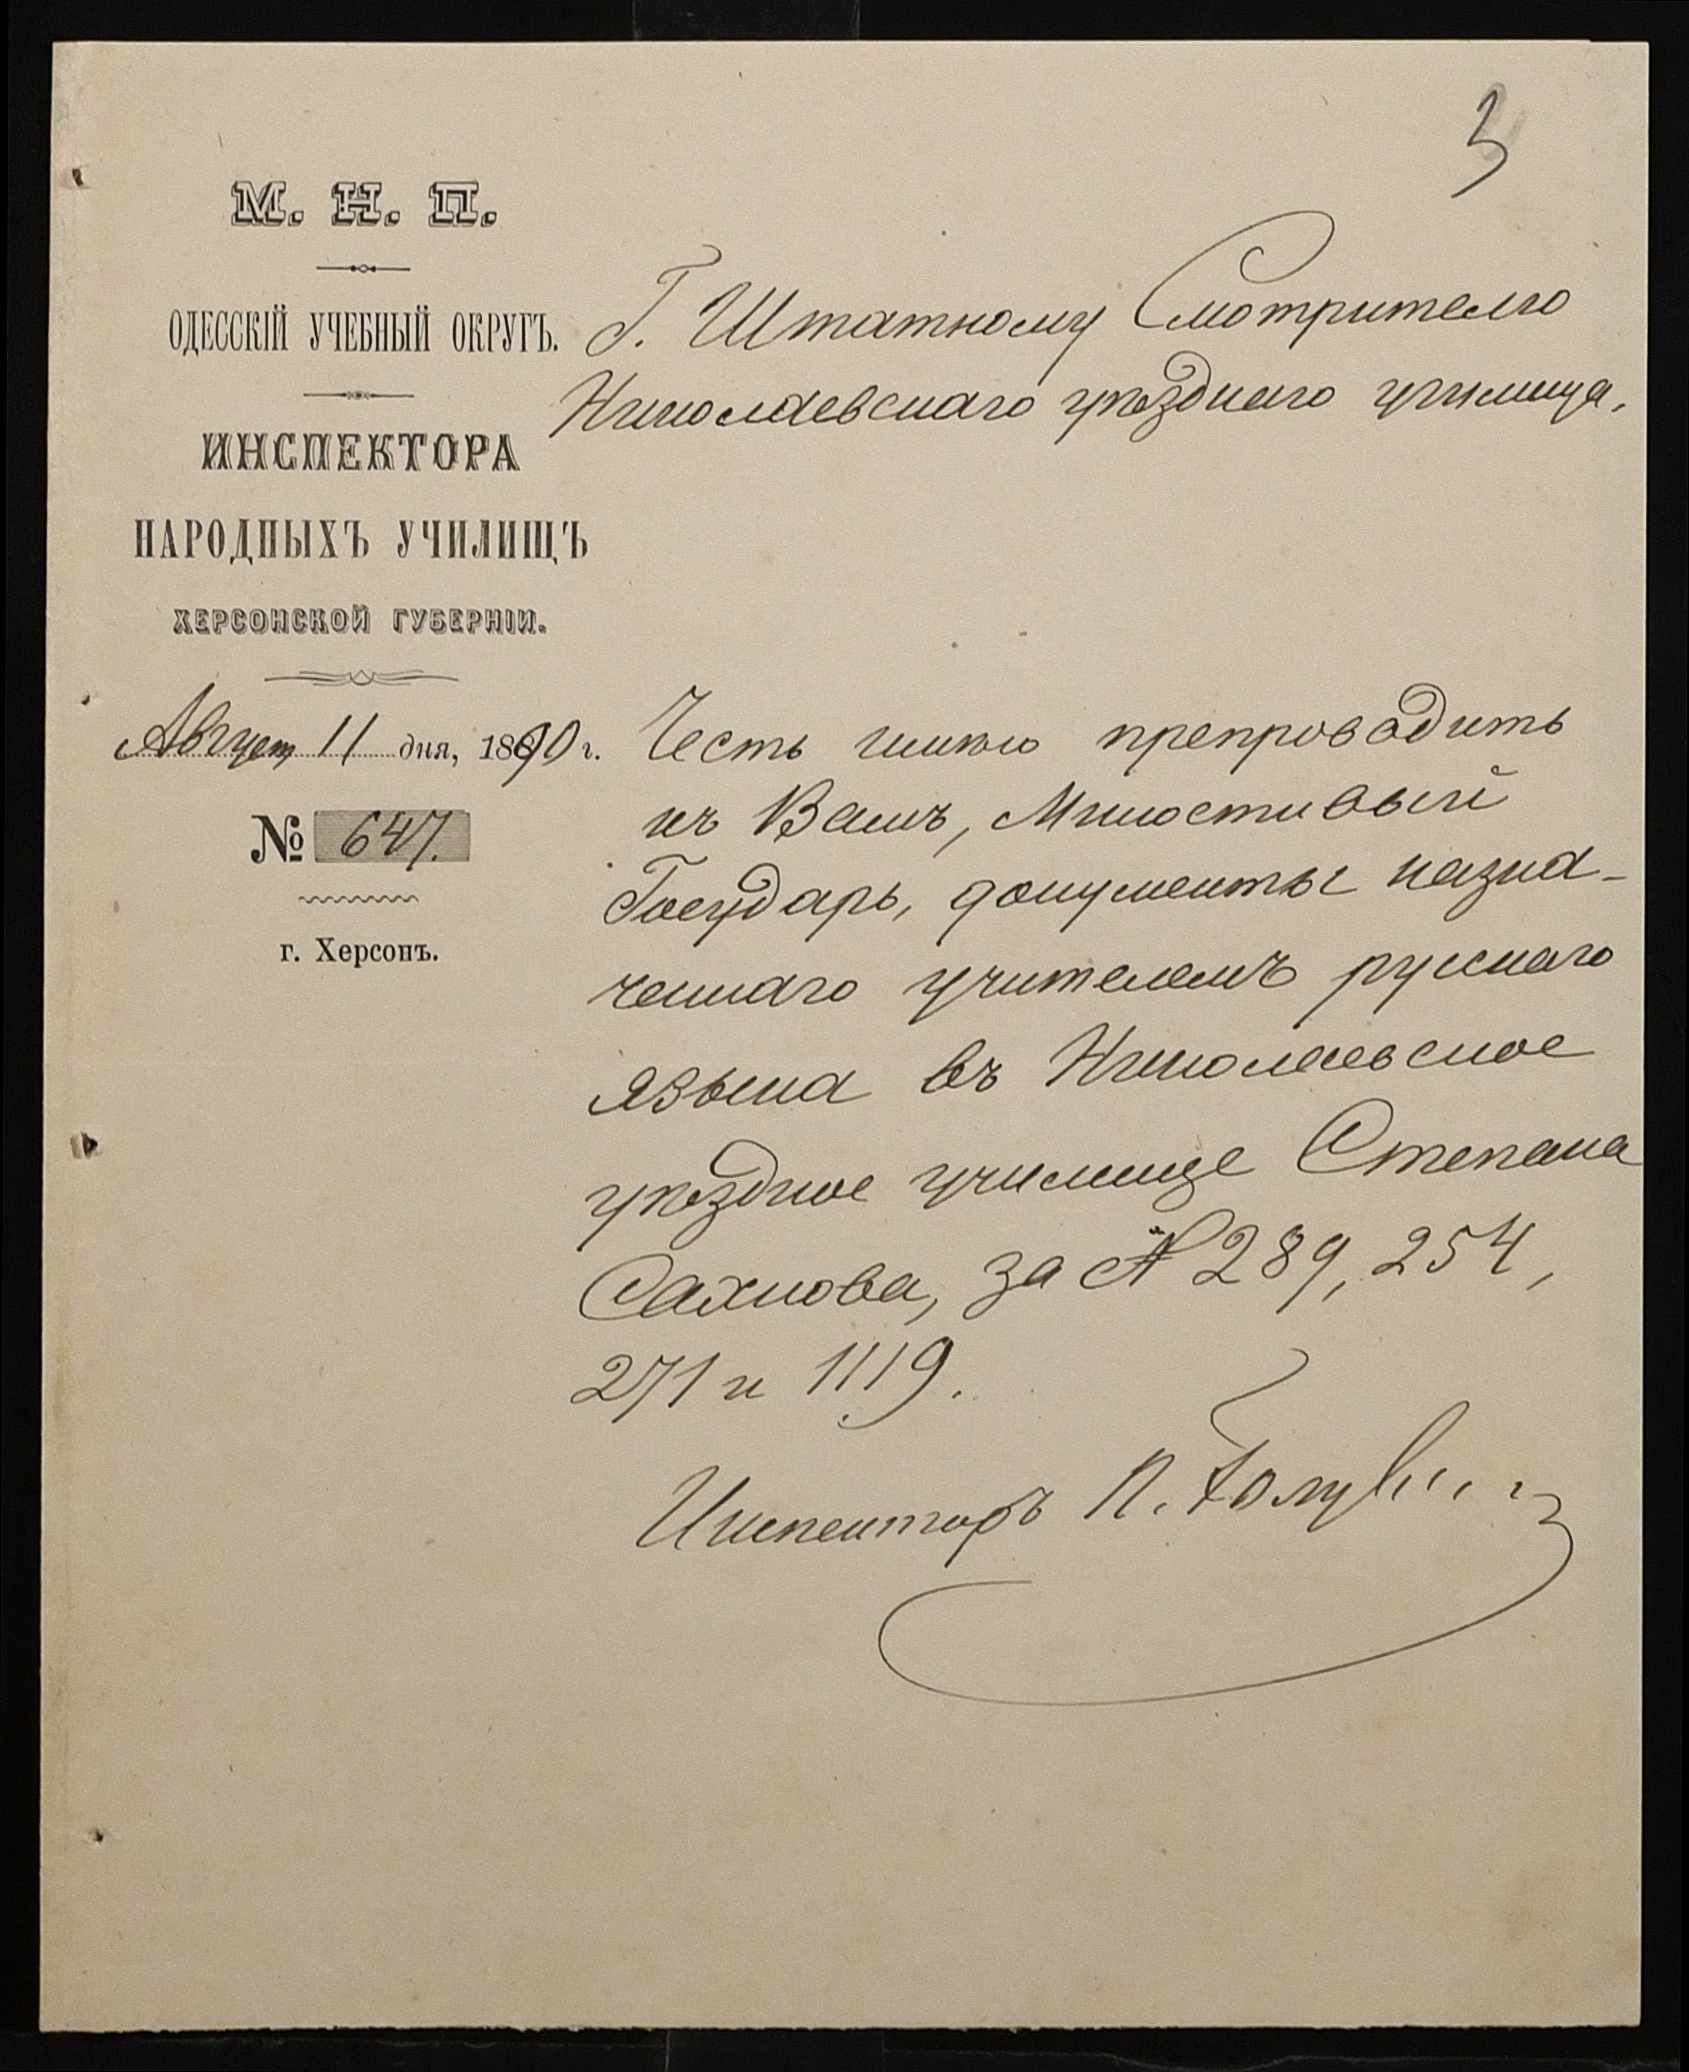 3
М. Н. П.
ОДЕССКІЙ УЧЕБНЫЙ ОКРУГЪ.
ИНСПЕКТОРА
НАРОДНЫХЪ УЧИЛИЩЪ
ХЕРСОНСКОЙ ГУБЕРНІИ.
Август 11 дня, 1890 г.
№ 647.
г. Херсонъ.
Г. Штатному Смотрителю
Николаевскаго уѣзднаго училища.
Честь имѣю препроводить
къ Вамъ, Милостивый
Государь, документы назна-
ченнаго учителемъ русскаго
языка въ Николаевское
уѣздное училище Степана
Сахнова, за № 289, 254,
271 и 1119.
Инспекторъ П.